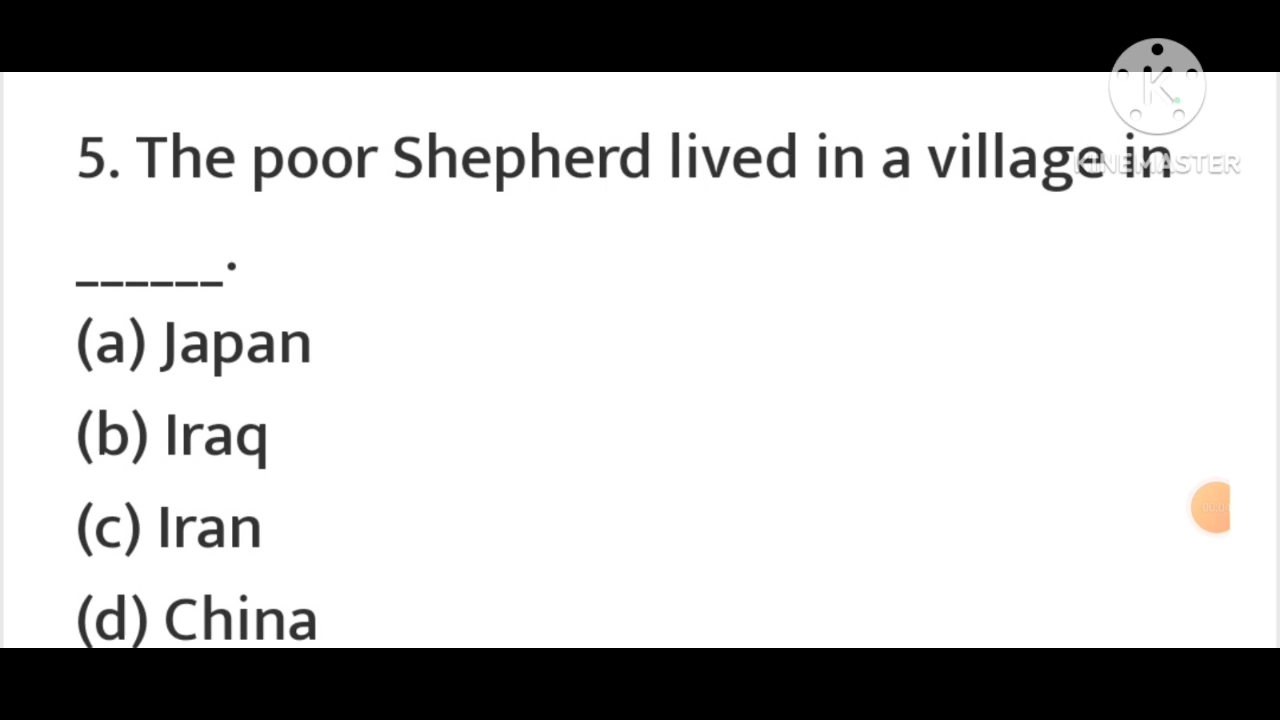 5. The poor Shepherd lived in a village in
______.
(a) Japan
(b) Iraq
(c) Iran
(d) China
K
KINEMASTER